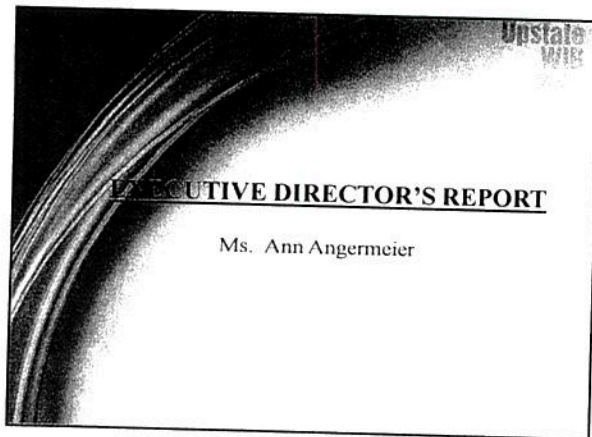 Upstate
WIB
EXECUTIVE DIRECTOR'S REPORT
Ms. Ann Angermeier